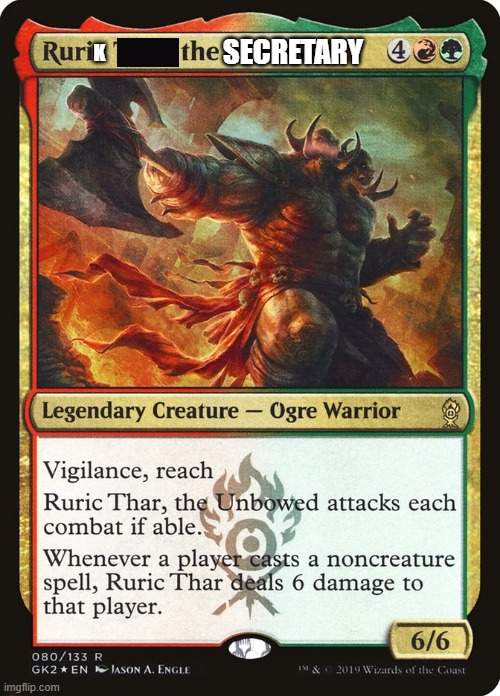 Rurik the SECRETARY 4
Legendary Creature — Ogre Warrior
Vigilance, reach
Ruric Thar, the Unbowed attacks each
combat if able.
Whenever a player casts a noncreature
spell, Ruric Thar deals 6 damage to
that player.
6/6
080/133 R
GK2 ★ EN JASON A. ENGLE
™ & © 2019 Wizards of the Coast
imgflip.com